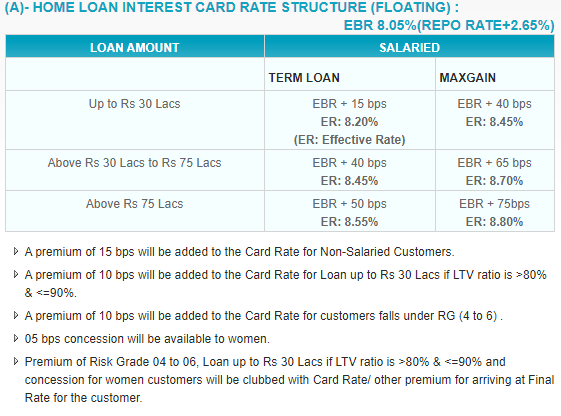 (A)- HOME LOAN INTEREST CARD RATE STRUCTURE (FLOATING) :
EBR 8.05%(REPO RATE+2.65%)
LOAN AMOUNT SALARIED
TERM LOAN MAXGAIN
Up to Rs 30 Lacs EBR + 15 bps EBR + 40 bps
ER: 8.20% ER: 8.45%
(ER: Effective Rate)
Above Rs 30 Lacs to Rs 75 Lacs EBR + 40 bps EBR + 65 bps
ER: 8.45% ER: 8.70%
Above Rs 75 Lacs EBR + 50 bps EBR + 75bps
ER: 8.55% ER: 8.80%
A premium of 15 bps will be added to the Card Rate for Non-Salaried Customers.
A premium of 10 bps will be added to the Card Rate for Loan up to Rs 30 Lacs if LTV ratio is >80%
& <=90%.
A premium of 10 bps will be added to the Card Rate for customers falls under RG (4 to 6) .
05 bps concession will be available to women.
Premium of Risk Grade 04 to 06, Loan up to Rs 30 Lacs if LTV ratio is >80% & <=90% and
concession for women customers will be clubbed with Card Rate/ other premium for arriving at Final
Rate for the customer.